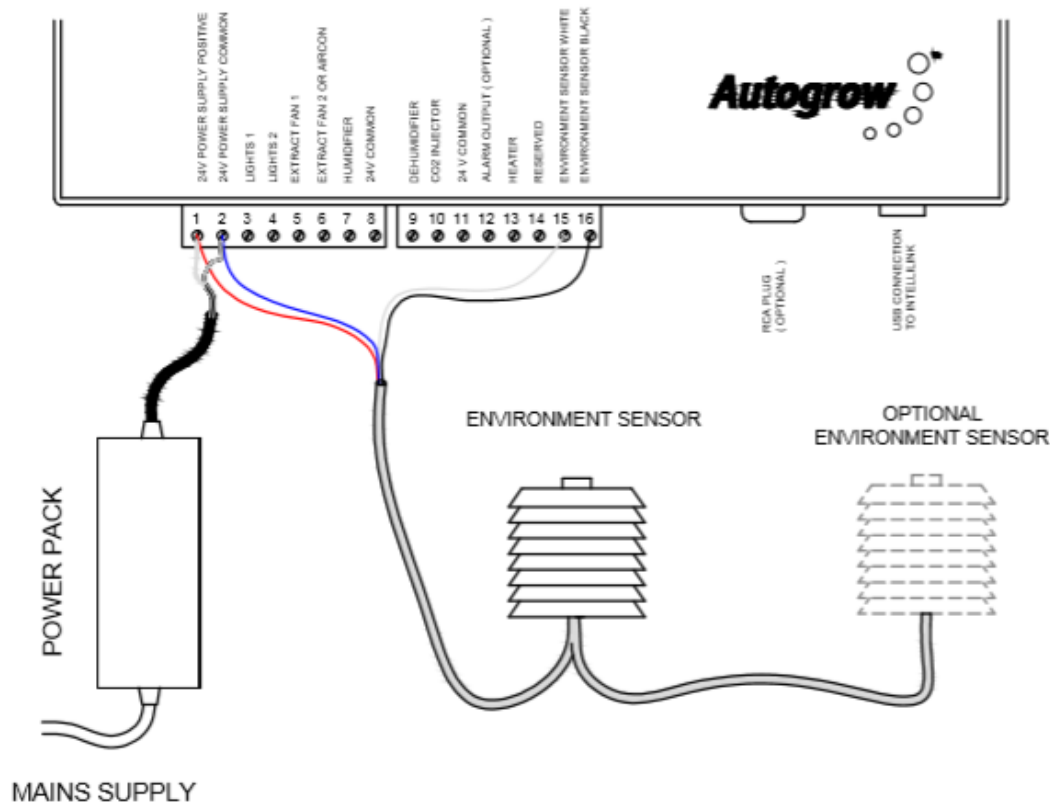 24V POWER SUPPLY POSITIVE
24V POWER SUPPLY COMMON
LIGHTS 1
LIGHTS 2
EXTRACT FAN 1
EXTRACT FAN 2 OR AIRCON
HUMIDIFIER
24V COMMON
DEHUMIDIFIER
CO2 INJECTOR
24 V COMMON
ALARM OUTPUT ( OPTIONAL )
HEATER
RESERVED
ENVIRONMENT SENSOR WHITE
ENVIRONMENT SENSOR BLACK
Autogrow
1 2 3 4 5 6 7 8
9 10 11 12 13 14 15 16
RCA PLUG
( OPTIONAL )
USB CONNECTION
TO INTELLILINK
ENVIRONMENT SENSOR
OPTIONAL
ENVIRONMENT SENSOR
POWER PACK
MAINS SUPPLY